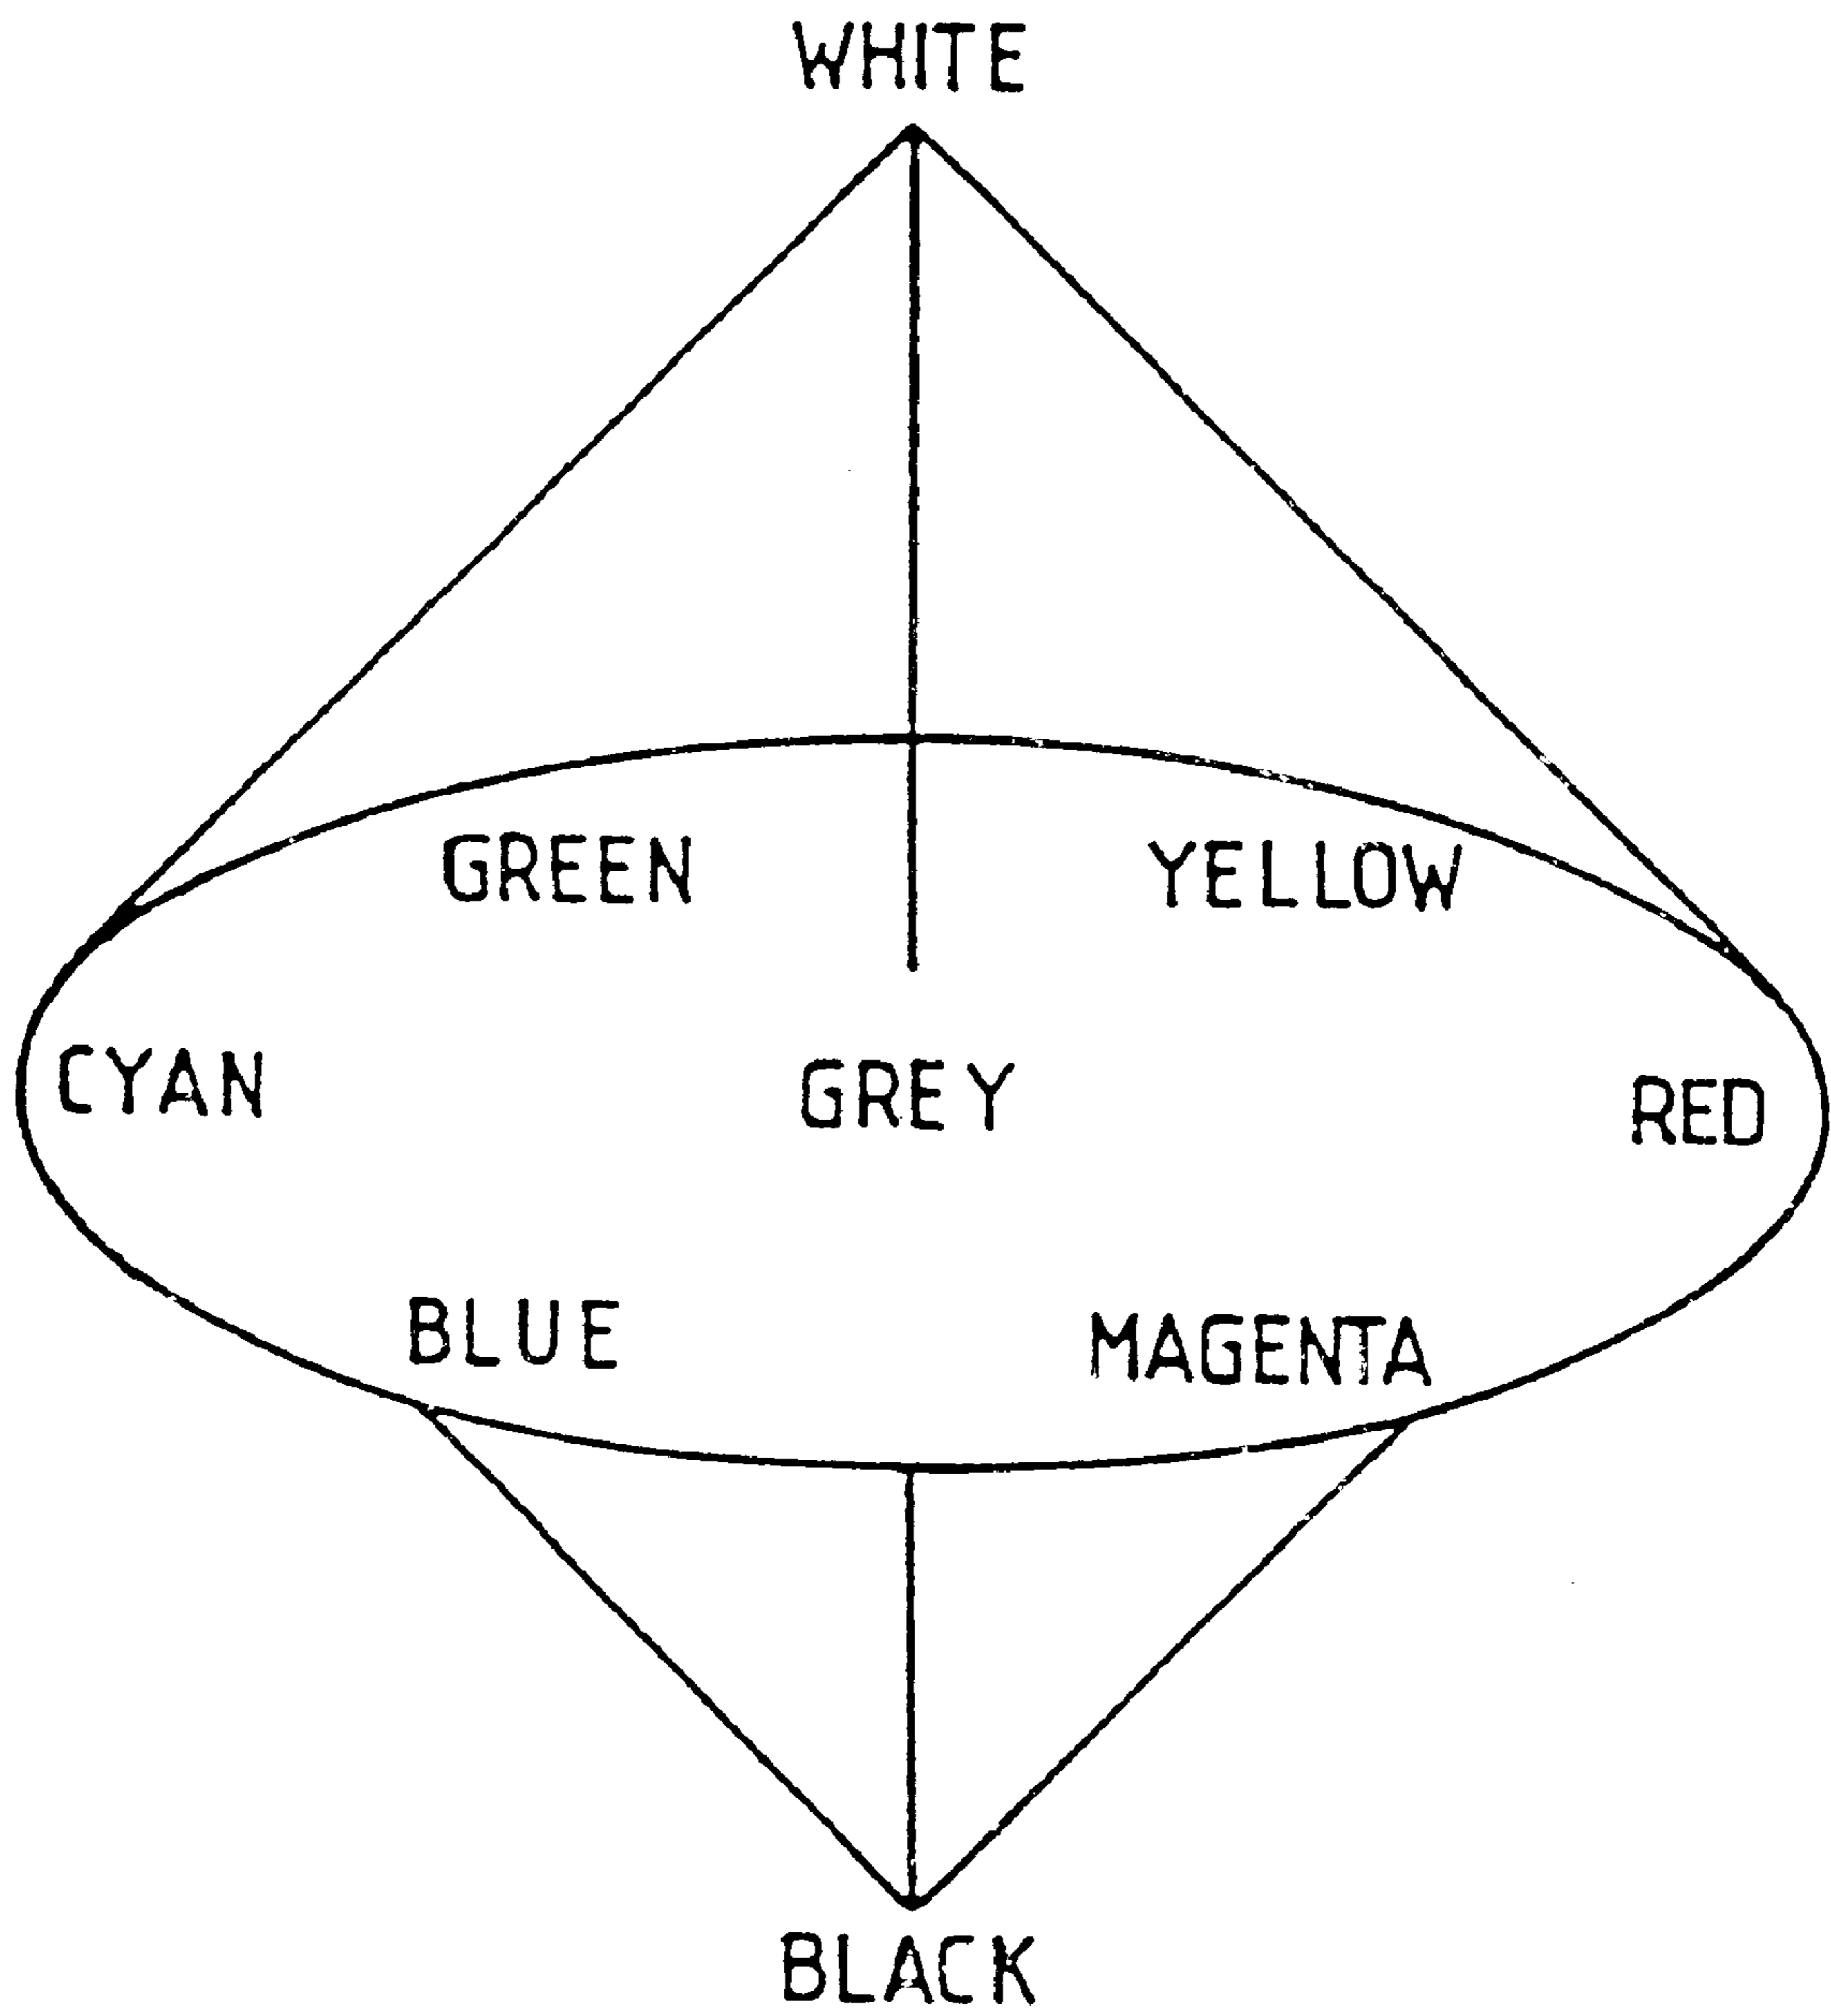 WHITE
GREEN
YELLOW
CYAN
GREY
RED
BLUE
MAGENTA
BLACK